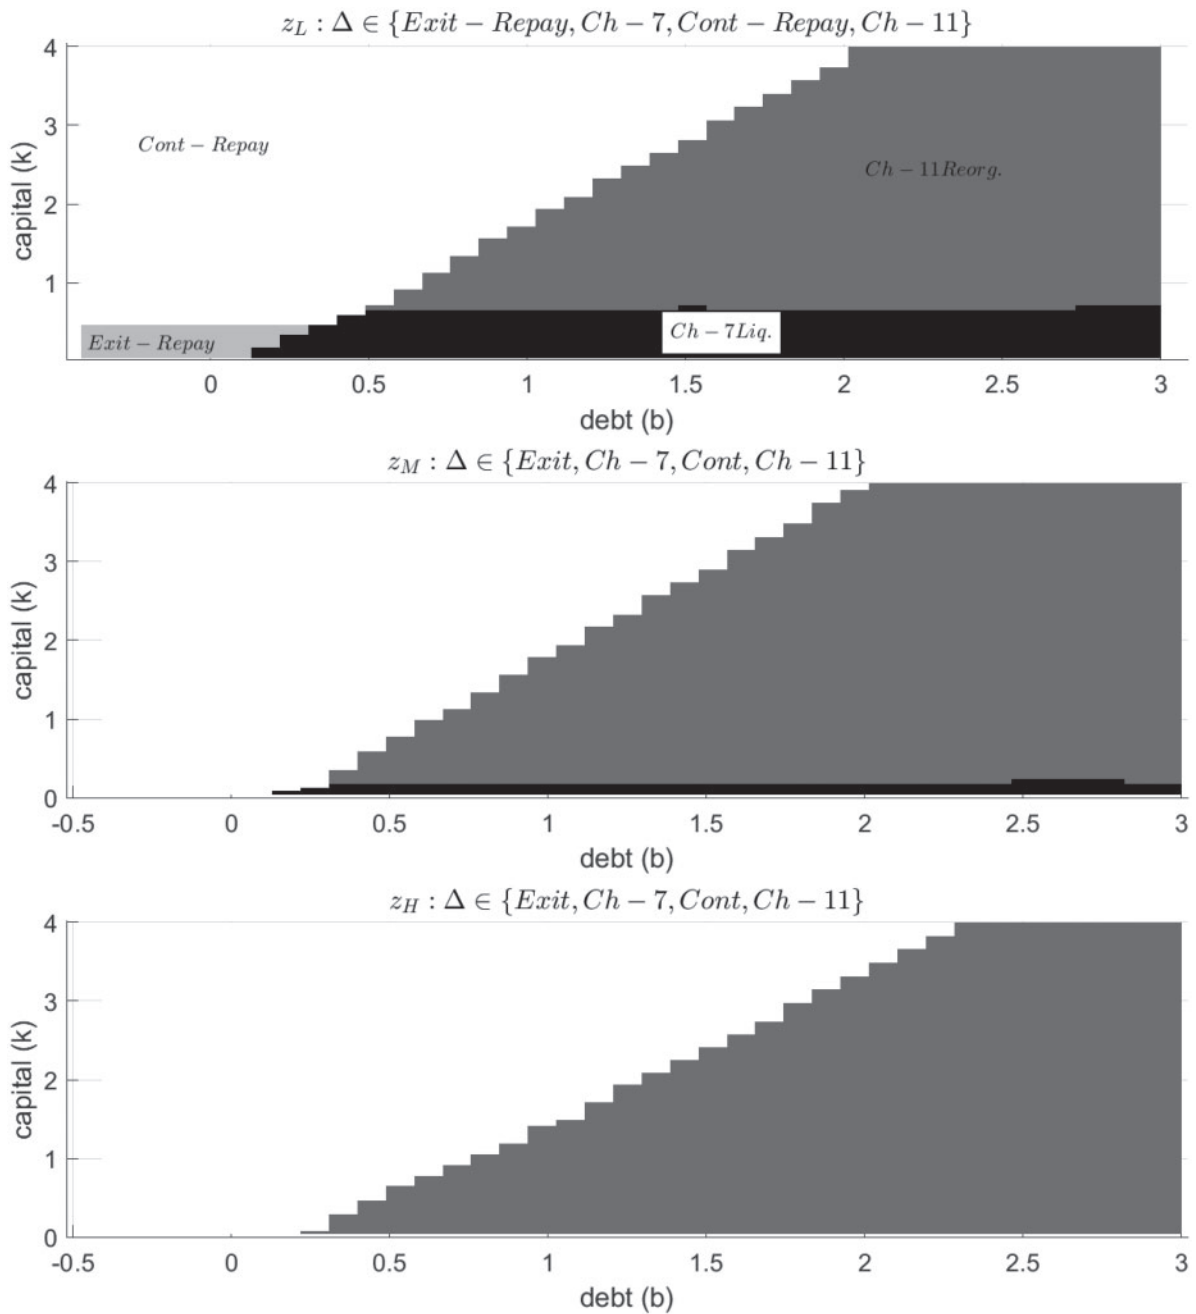 z_L : Δ ∈ {Exit − Repay, Ch − 7, Cont − Repay, Ch − 11}
4
3
2
1
capital (k)
Cont − Repay
Ch − 11Reorg.
Exit − Repay
Ch − 7Liq.
0 0.5 1 1.5 2 2.5 3
debt (b)
z_M : Δ ∈ {Exit, Ch − 7, Cont, Ch − 11}
4
3
2
1
0
capital (k)
-0.5 0 0.5 1 1.5 2 2.5 3
debt (b)
z_H : Δ ∈ {Exit, Ch − 7, Cont, Ch − 11}
4
3
2
1
0
capital (k)
-0.5 0 0.5 1 1.5 2 2.5 3
debt (b)